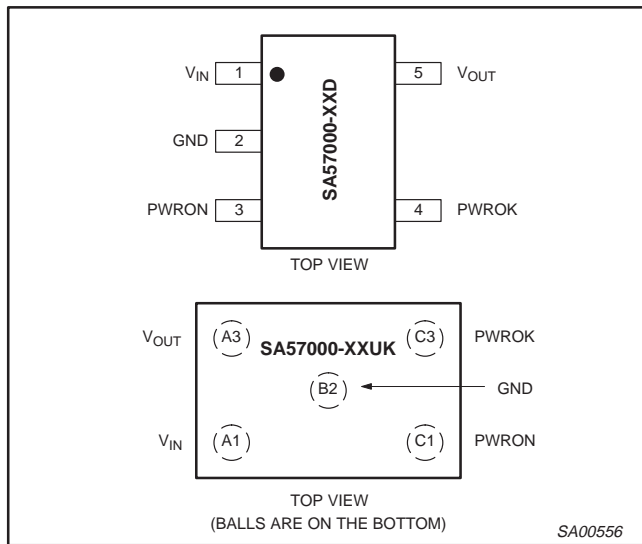 V_IN 1 5 V_OUT
SA57000-XXD
GND 2
PWRON 3 4 PWROK
TOP VIEW
V_OUT A3 SA57000-XXUK C3 PWROK
B2 GND
V_IN A1 C1 PWRON
TOP VIEW
(BALLS ARE ON THE BOTTOM)
SA00556